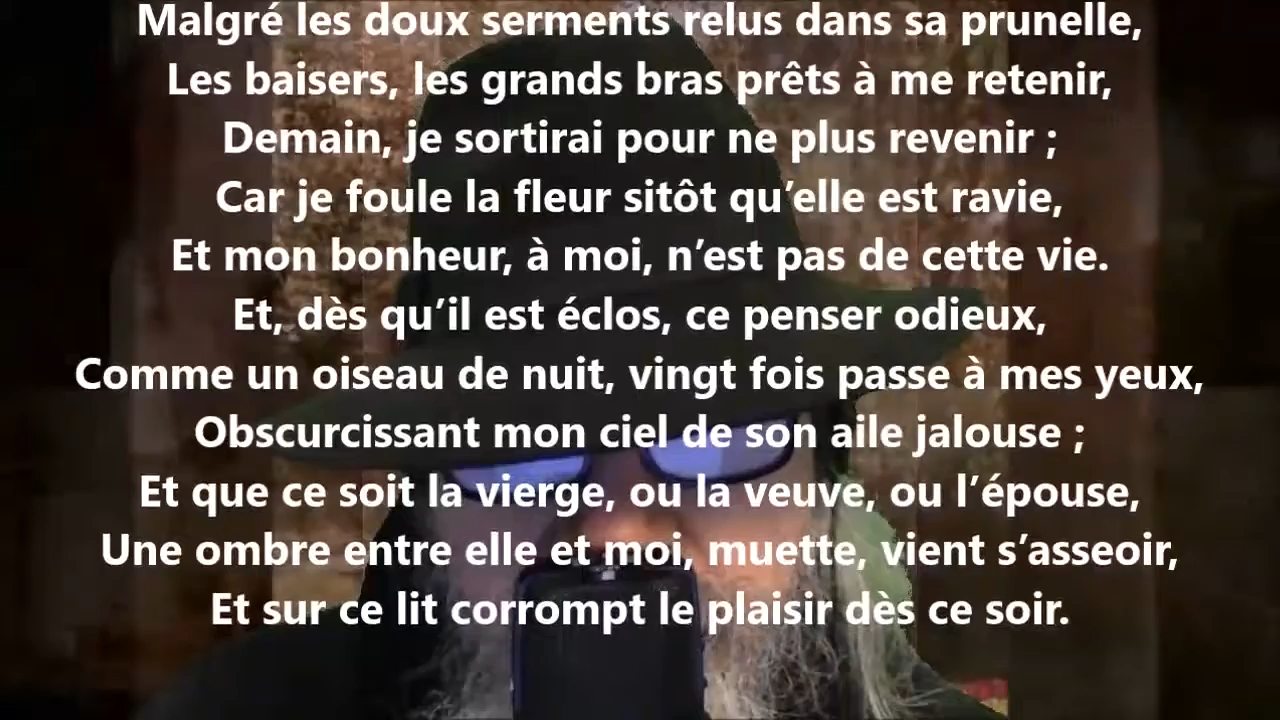 Malgré les doux serments relus dans sa prunelle,
Les baisers, les grands bras prêts à me retenir,
Demain, je sortirai pour ne plus revenir ;
Car je foule la fleur sitôt qu’elle est ravie,
Et mon bonheur, à moi, n’est pas de cette vie.
Et, dès qu’il est éclos, ce penser odieux,
Comme un oiseau de nuit, vingt fois passe à mes yeux,
Obscurcissant mon ciel de son aile jalouse ;
Et que ce soit la vierge, ou la veuve, ou l’épouse,
Une ombre entre elle et moi, muette, vient s’asseoir,
Et sur ce lit corrompt le plaisir dès ce soir.